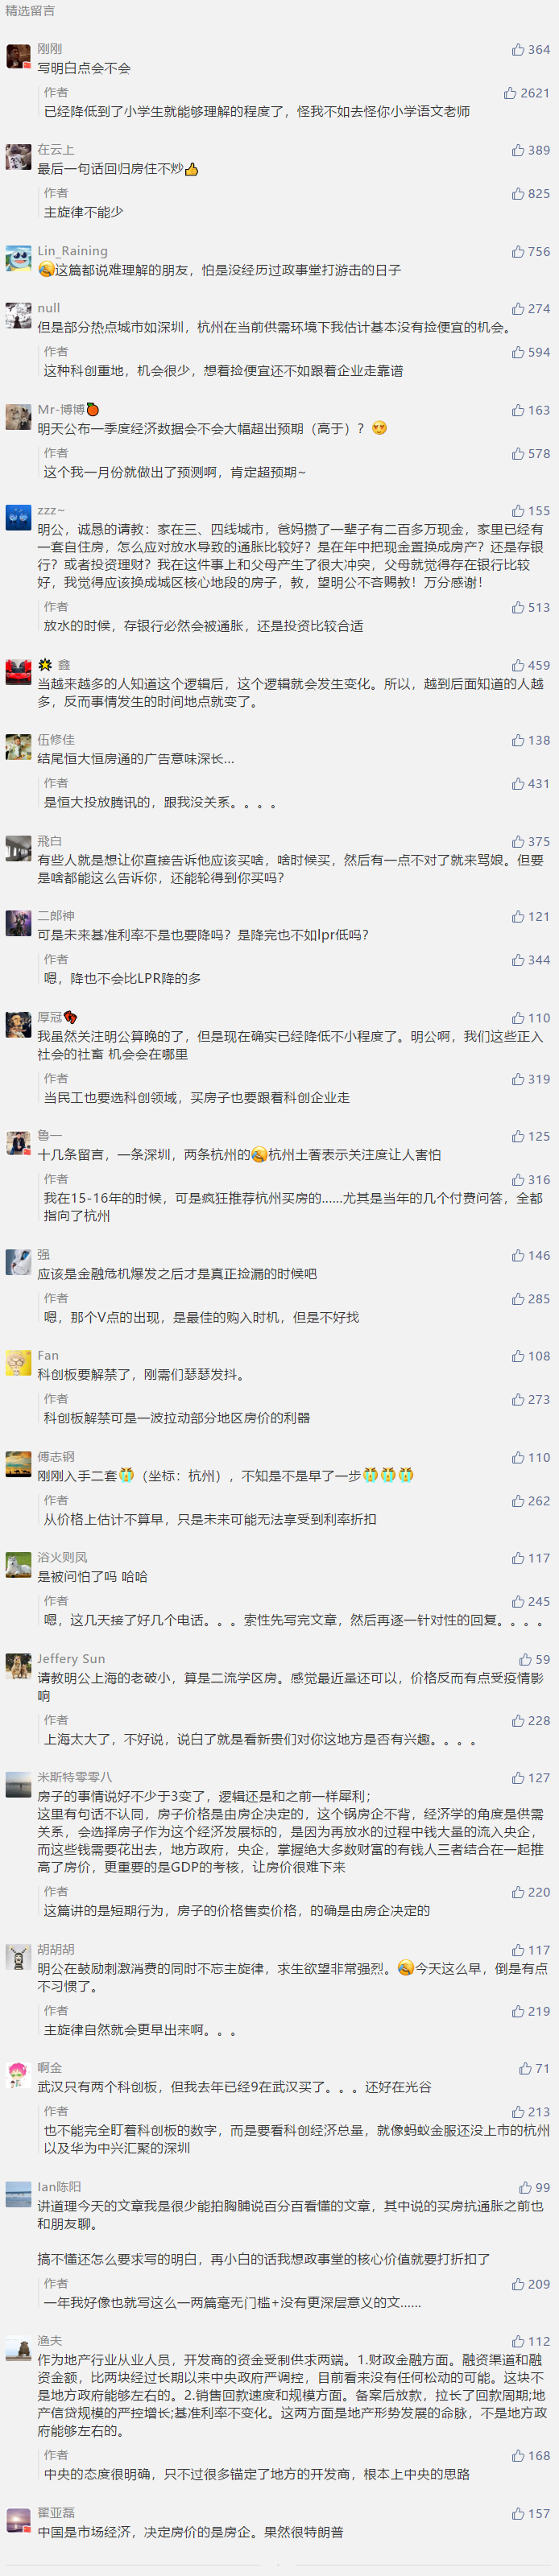 精选留言
刚刚
364
写明白点会不会
作者
2621
已经降低到了小学生就能够理解的程度了，怪我不如去怪你小学语文老师
在云上
389
最后一句话回归房住不炒👍
作者
825
主旋律不能少
Lin_Raining
756
😂这篇都说难理解的朋友，怕是没经历过政事堂打游击的日子
null
274
但是部分热点城市如深圳，杭州在当前供需环境下我估计基本没有捡便宜的机会。
作者
594
这种科创重地，机会很少，想着捡便宜还不如跟着企业走靠谱
Mr-博博🍊
163
明天公布一季度经济数据会不会大幅超出预期（高于）？😍
作者
578
这个我一月份就做出了预测啊，肯定超预期~
zzz~
155
明公，诚恳的请教：家在三、四线城市，爸妈攒了一辈子有二百多万现金，家里已经有
一套自住房，怎么应对放水导致的通胀比较好？是在年中把现金置换成房产？还是存银
行？或者投资理财？我在这件事上和父母产生了很大冲突，父母就觉得存在银行比较
好，我觉得应该换成城区核心地段的房子，教，望明公不吝赐教！万分感谢！
作者
513
放水的时候，存银行必然会被通胀，还是投资比较合适
鑫
459
当越来越多的人知道这个逻辑后，这个逻辑就会发生变化。所以，越到后面知道的人越
多，反而事情发生的时间地点就变了。
伍修佳
138
结尾恒大恒房通的广告意味深长...
作者
431
是恒大投放腾讯的，跟我没关系。。。。
飛白
375
有些人就是想让你直接告诉他应该买啥，啥时候买，然后有一点不对了就来骂娘。但要
是啥都能这么告诉你，还能轮得到你买吗？
二郎神
121
可是未来基准利率不是也要降吗？是降完也不如lpr低吗？
作者
344
嗯，降也不会比LPR降的多
厚冠👣
110
我虽然关注明公算晚的了，但是现在确实已经降低不小程度了。明公啊，我们这些正入
社会的社畜 机会会在哪里
作者
319
当民工也要选科创领域，买房子也要跟着科创企业走
鲁一
125
十几条留言，一条深圳，两条杭州的😂杭州土著表示关注度让人害怕
作者
316
我在15-16年的时候，可是疯狂推荐杭州买房的......尤其是当年的几个付费问答，全都
指向了杭州
强
146
应该是金融危机爆发之后才是真正捡漏的时候吧
作者
285
嗯，那个V点的出现，是最佳的购入时机，但是不好找
Fan
108
科创板要解禁了，刚需们瑟瑟发抖。
作者
273
科创板解禁可是一波拉动部分地区房价的利器
傅志钢
110
刚刚入手二套😭（坐标：杭州），不知是不是早了一步😭😭😭
作者
262
从价格上估计不算早，只是未来可能无法享受到利率折扣
浴火则凤
117
是被问怕了吗 哈哈
作者
245
嗯，这几天接了好几个电话。。。索性先写完文章，然后再逐一针对性的回复。。。。
Jeffery Sun
59
请教明公上海的老破小，算是二流学区房。感觉最近量还可以，价格反而有点受疫情影
响
作者
228
上海太大了，不好说，说白了就是看新贵们对你这地方是否有兴趣。。。。
米斯特零零八
127
房子的事情说好不少于3变了，逻辑还是和之前一样犀利；
这里有句话不认同，房子价格是由房企决定的，这个锅房企不背，经济学的角度是供需
关系，会选择房子作为这个经济发展标的，是因为再放水的过程中钱大量的流入央企，
而这些钱需要花出去，地方政府，央企，掌握绝大多数财富的有钱人三者结合在一起推
高了房价，更重要的是GDP的考核，让房价很难下来
作者
220
这篇讲的是短期行为，房子的价格售卖价格，的确是由房企决定的
胡胡胡
117
明公在鼓励刺激消费的同时不忘主旋律，求生欲望非常强烈。😂今天这么早，倒是有点
不习惯了。
作者
219
主旋律自然就会更早出来啊。。。
啊金
71
武汉只有两个科创板，但我去年已经9在武汉买了。。。还好在光谷
作者
213
也不能完全盯着科创板的数字，而是要看科创经济总量，就像蚂蚁金服还没上市的杭州
以及华为中兴汇聚的深圳
Ian陈阳
99
讲道理今天的文章我是很少能拍胸脯说百分百看懂的文章，其中说的买房抗通胀之前也
和朋友聊。
搞不懂还怎么要求写的明白，再小白的话我想政事堂的核心价值就要打折扣了
作者
209
一年我好像也就写这么一两篇毫无门槛+没有更深层意义的文......
渔夫
112
作为地产行业从业人员，开发商的资金受制供求两端。1.财政金融方面。融资渠道和融
资金额，比两块经过长期以来中央政府严调控，目前看来没有任何松动的可能。这块不
是地方政府能够左右的。2.销售回款速度和规模方面。备案后放款，拉长了回款周期;地
产信贷规模的严控增长;基准利率不变化。这两方面是地产形势发展的命脉，不是地方政
府能够左右的。
作者
168
中央的态度很明确，只不过很多锚定了地方的开发商，根本上中央的思路
翟亚磊
157
中国是市场经济，决定房价的是房企。果然很特朗普